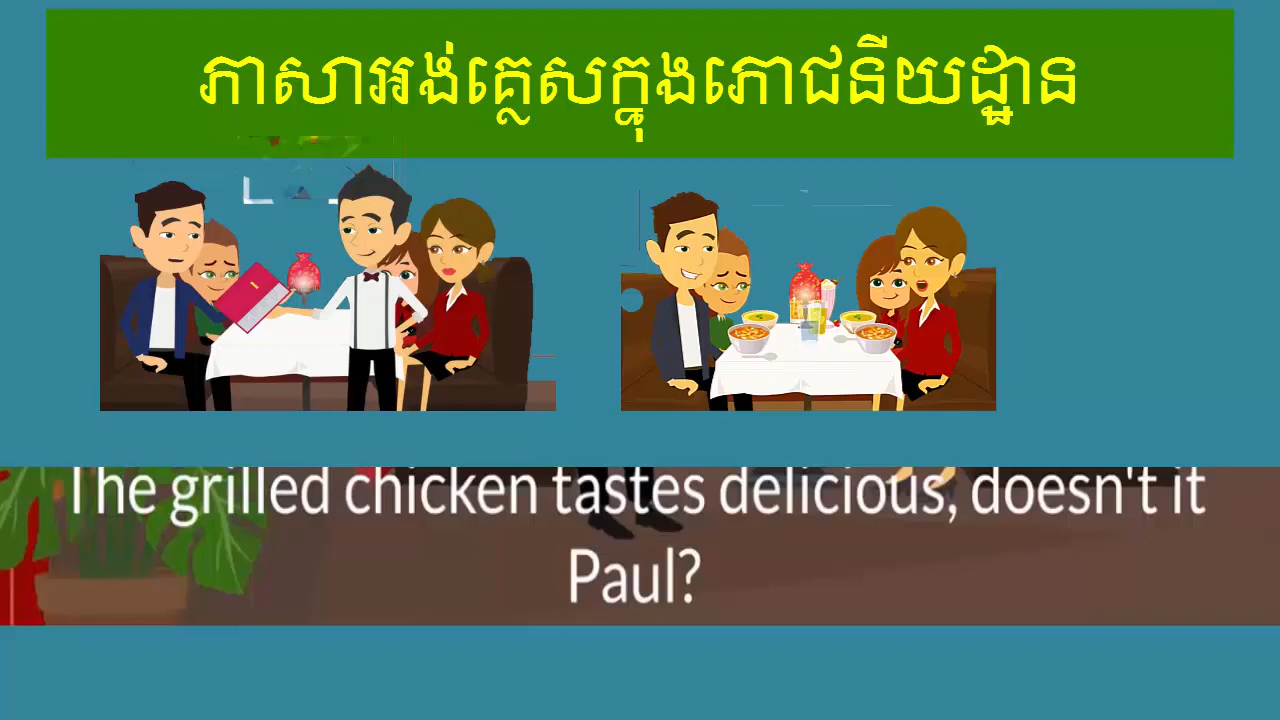 ភាសាអង់គ្លេសក្នុងភោជនីយដ្ឋាន
The grilled chicken tastes delicious, doesn't it
Paul?